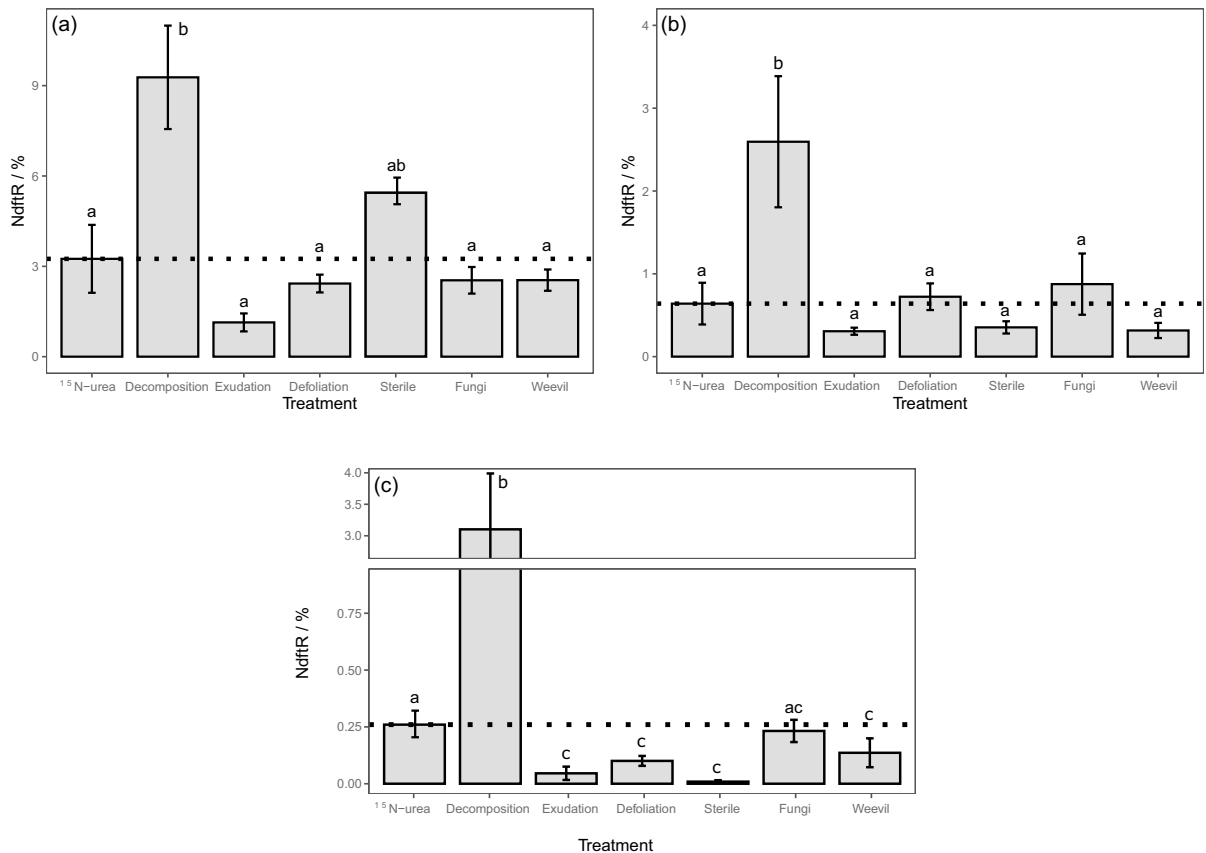 (a)
b
9
6
3
0
NdftR / %
a
a
a
ab
a
a
¹⁵N−urea Decomposition Exudation Defoliation Sterile Fungi Weevil
Treatment
(b)
4
3
2
1
0
NdftR / %
a
b
a
a
a
a
a
¹⁵N−urea Decomposition Exudation Defoliation Sterile Fungi Weevil
Treatment
(c)
b
4.0
3.5
3.0
0.75
0.50
0.25
0.00
NdftR / %
a
c
c
c
ac
c
¹⁵N−urea Decomposition Exudation Defoliation Sterile Fungi Weevil
Treatment